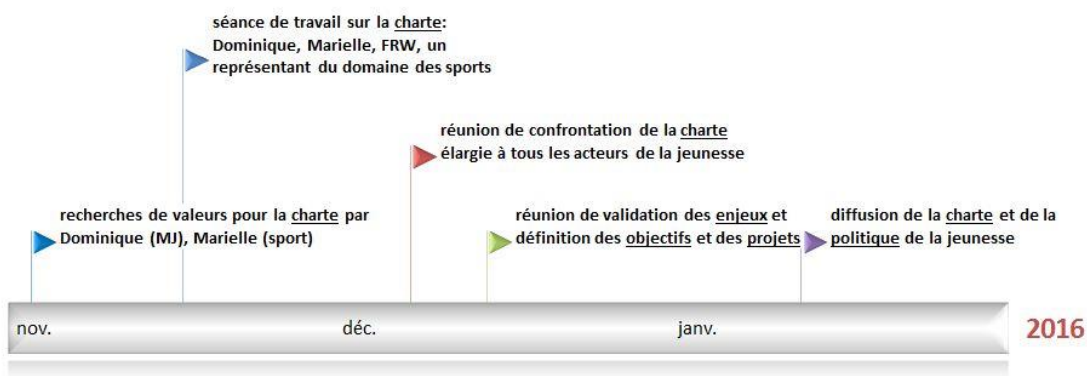 séance de travail sur la charte:
Dominique, Marielle, FRW, un
représentant du domaine des sports
réunion de confrontation de la charte
élargie à tous les acteurs de la jeunesse
recherches de valeurs pour la charte par
Dominique (MJ), Marielle (sport)
réunion de validation des enjeux et
définition des objectifs et des projets
diffusion de la charte et de la
politique de la jeunesse
nov.
déc.
janv.
2016